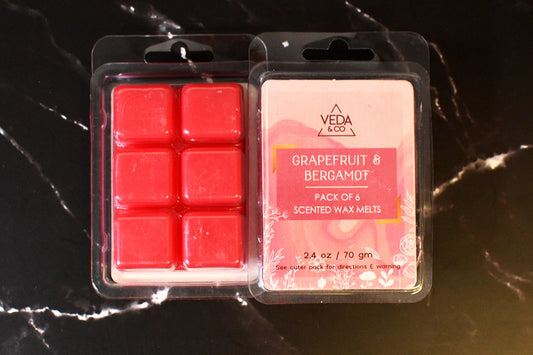 VEDA
& CO
GRAPEFRUIT &
BERGAMOT
PACK OF 6
SCENTED WAX MELTS
2.4 oz / 70 gm
See outer pack for directions & warning